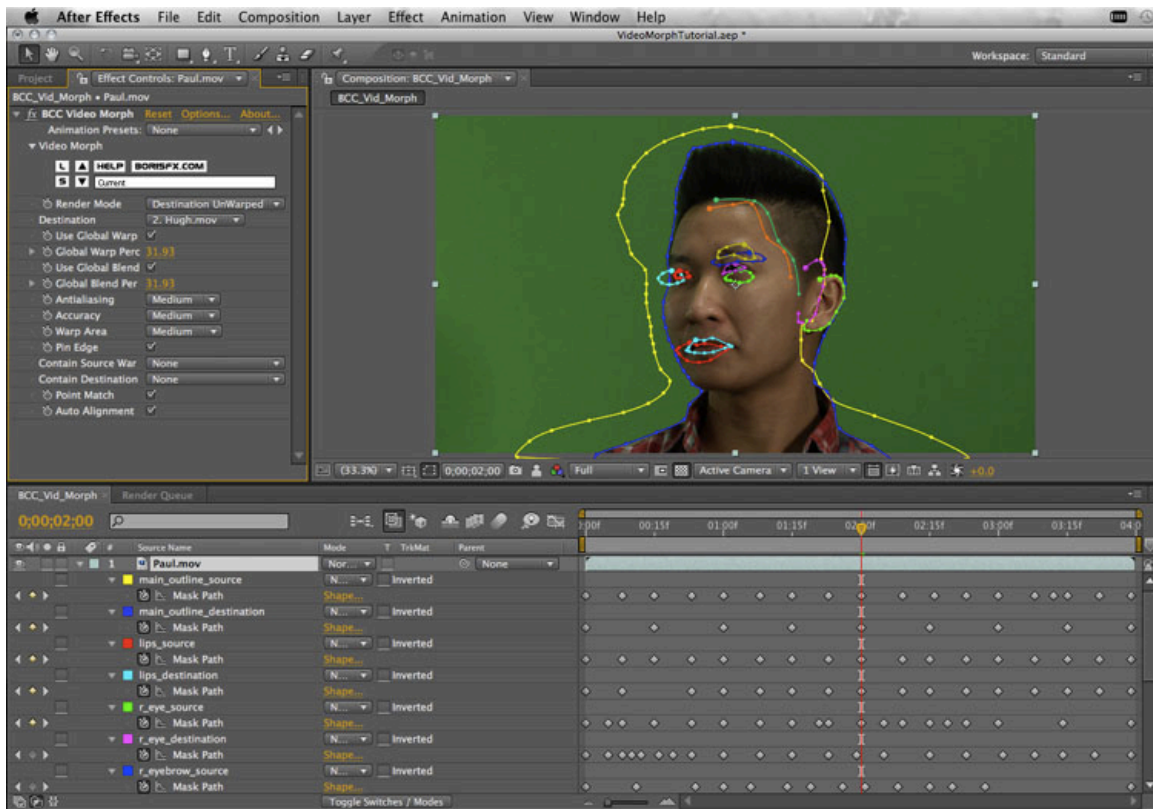 After Effects File Edit Composition Layer Effect Animation View Window Help
VideoMorphTutorial.aep *
Workspace: Standard
Project Effect Controls: Paul.mov
Composition: BCC_Vid_Morph
BCC_Vid_Morph • Paul.mov
BCC_Vid_Morph
fx BCC Video Morph Reset Options... About...
Animation Presets: None
Video Morph
L HELP BORISFX.COM
S Current
Render Mode Destination UnWarped
Destination 2. Hugh.mov
Use Global Warp
Global Warp Perc 31.93
Use Global Blend
Global Blend Per 31.93
Antialiasing Medium
Accuracy Medium
Warp Area Medium
Pin Edge
Contain Source War None
Contain Destination None
Point Match
Auto Alignment
(33.3%) 0;00;02;00 Full Active Camera 1 View +0.0
BCC_Vid_Morph Render Queue
0;00;02;00
00f 00:15f 01:00f 01:15f 02:00f 02:15f 03:00f 03:15f 04:0
# Source Name Mode T TrkMat Parent
1 Paul.mov Nor... None
main_outline_source N... Inverted
Mask Path Shape...
main_outline_destination N... Inverted
Mask Path Shape...
lips_source N... Inverted
Mask Path Shape...
lips_destination N... Inverted
Mask Path Shape...
r_eye_source N... Inverted
Mask Path Shape...
r_eye_destination N... Inverted
Mask Path Shape...
r_eyebrow_source N... Inverted
Mask Path Shape...
Toggle Switches / Modes